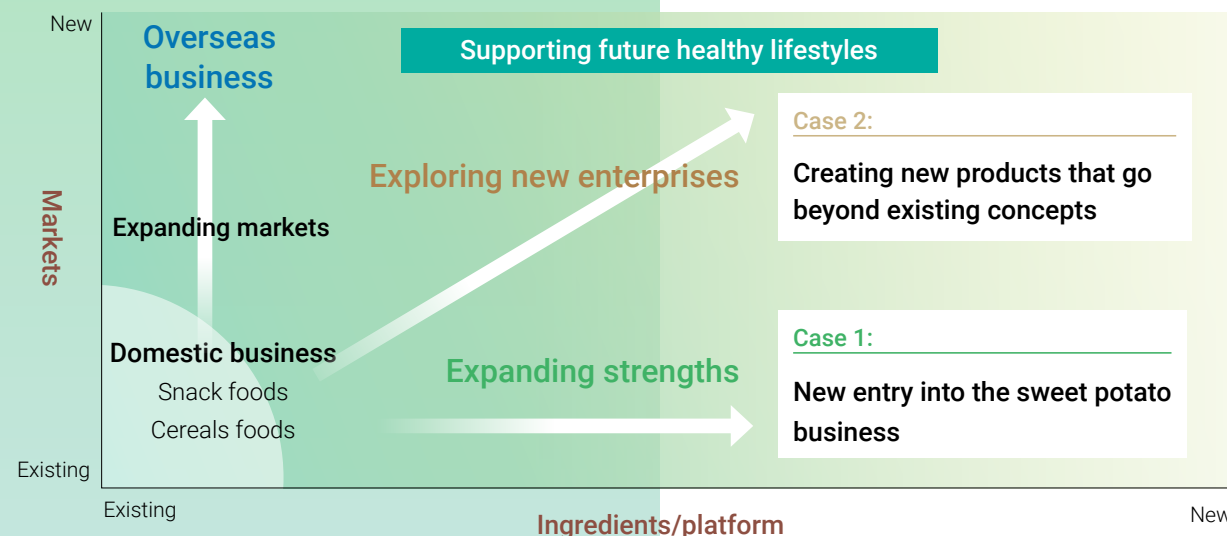 New
Overseas
business
Supporting future healthy lifestyles
Case 2:
Exploring new enterprises
Creating new products that go
beyond existing concepts
Markets
Expanding markets
Case 1:
Domestic business
Snack foods
Cereals foods
Expanding strengths
New entry into the sweet potato
business
Existing
Existing
Ingredients/platform
New